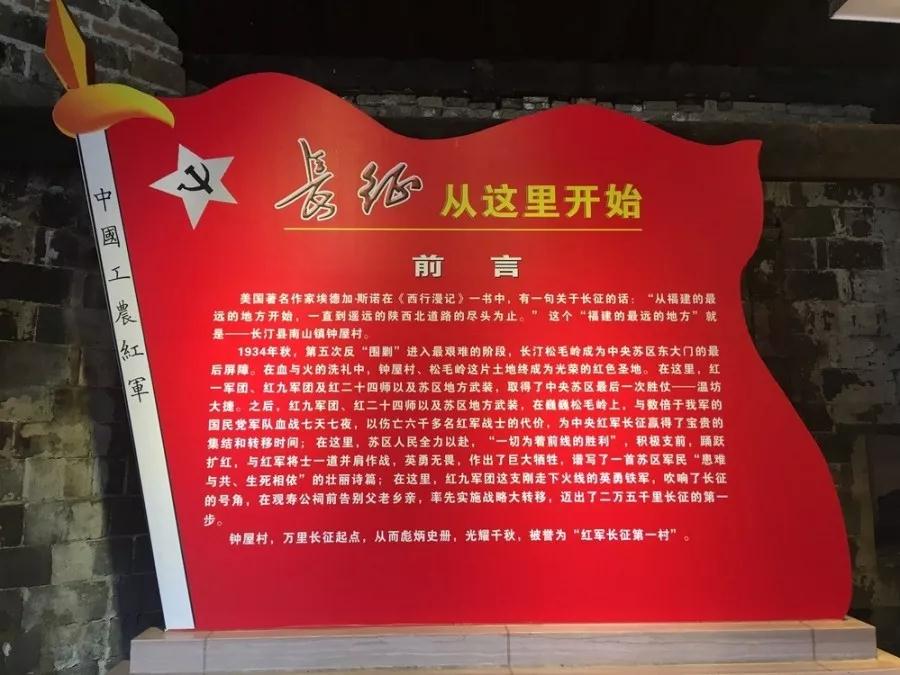 中國工農紅軍
長征 从这里开始
前言
美国著名作家埃德加·斯诺在《西行漫记》一书中，有一句关于长征的话：“从福建的最
远的地方开始，一直到遥远的陕西北道路的尽头为止。”这个“福建的最远的地方”就
是——长汀县南山镇钟屋村。
1934年秋，第五次反“围剿”进入最艰难的阶段，长汀松毛岭成为中央苏区东大门的最
后屏障。在血与火的洗礼中，钟屋村、松毛岭这片土地终成为光荣的红色圣地。在这里，红
一军团、红九军团及红二十四师以及苏区地方武装，取得了中央苏区最后一次胜仗——温坊
大捷。之后，红九军团、红二十四师以及苏区地方武装，在巍巍松毛岭上，与数倍于我军的
国民党军队血战七天七夜，以伤亡六千多名红军战士的代价，为中央红军长征赢得了宝贵的
集结和转移时间；在这里，苏区人民全力以赴，“一切为着前线的胜利”，积极支前，踊跃
扩红，与红军将士一道并肩作战，英勇无畏，作出了巨大牺牲，谱写了一首苏区军民“患难
与共、生死相依”的壮丽诗篇；在这里，红九军团这支刚走下火线的英勇铁军，吹响了长征
的号角，在观寿公祠前告别父老乡亲，率先实施战略大转移，迈出了二万五千里长征的第一
步。
钟屋村，万里长征起点，从而彪炳史册，光耀千秋，被誉为“红军长征第一村”。